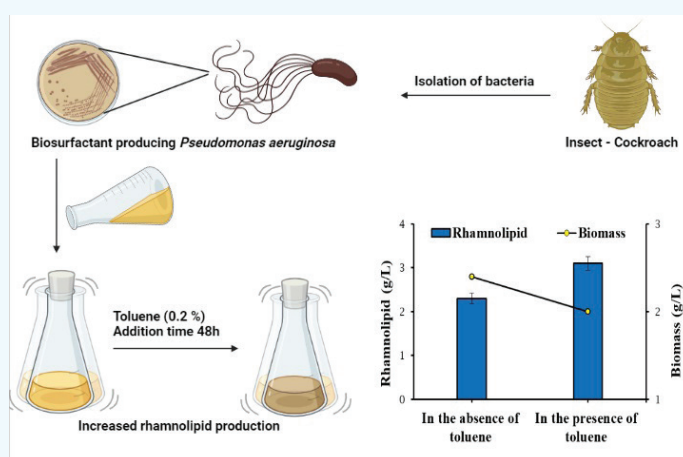 Isolation of bacteria
Biosurfactant producing Pseudomonas aeruginosa
Insect - Cockroach
Toluene (0.2 %)
Addition time 48h
Increased rhamnolipid production
Rhamnolipid
Biomass
Rhamnolipid (g/L)
4
3
2
1
0
Biomass (g/L)
3
2
1
In the absence of
toluene
In the presence of
toluene